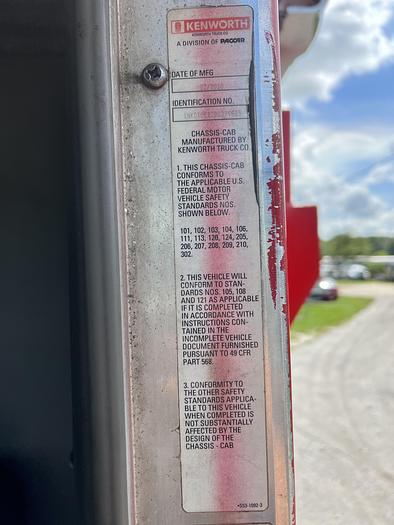 KENWORTH
KENWORTH TRUCK CO.
A DIVISION OF PACCAR
DATE OF MFG
IDENTIFICATION NO.
CHASSIS-CAB
MANUFACTURED BY
KENWORTH TRUCK CO.
1. THIS CHASSIS-CAB
CONFORMS TO
THE APPLICABLE U.S.
FEDERAL MOTOR
VEHICLE SAFETY
STANDARDS NOS.
SHOWN BELOW.
101, 102, 103, 104, 106,
111, 113, 120, 124, 205,
206, 207, 208, 209, 210,
302.
2. THIS VEHICLE WILL
CONFORM TO STAN-
DARDS NOS. 105, 108
AND 121 AS APPLICABLE
IF IT IS COMPLETED
IN ACCORDANCE WITH
INSTRUCTIONS CON-
TAINED IN THE
INCOMPLETE VEHICLE
DOCUMENT FURNISHED
PURSUANT TO 49 CFR
PART 568.
3. CONFORMITY TO
THE OTHER SAFETY
STANDARDS APPLICA-
BLE TO THIS VEHICLE
WHEN COMPLETED IS
NOT SUBSTANTIALLY
AFFECTED BY THE
DESIGN OF THE
CHASSIS - CAB